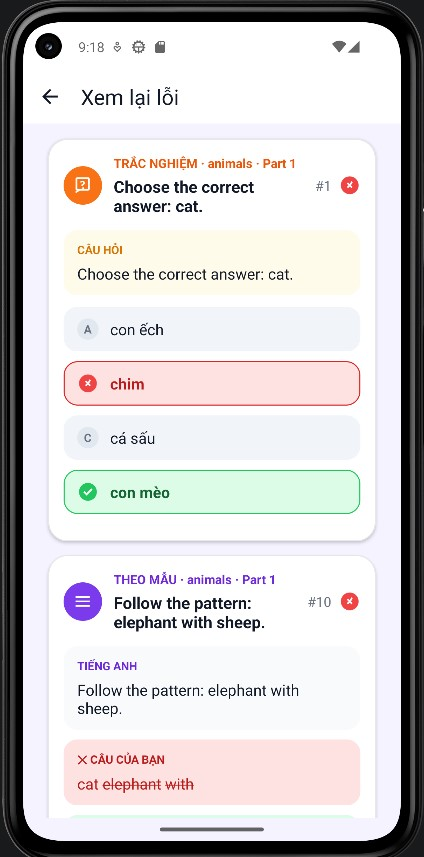 9:18
Xem lại lỗi
TRẮC NGHIỆM · animals · Part 1
Choose the correct
answer: cat.
#1
CÂU HỎI
Choose the correct answer: cat.
A con ếch
chim
C cá sấu
con mèo
THEO MẪU · animals · Part 1
Follow the pattern:
elephant with sheep.
#10
TIẾNG ANH
Follow the pattern: elephant with
sheep.
CÂU CỦA BẠN
cat elephant with